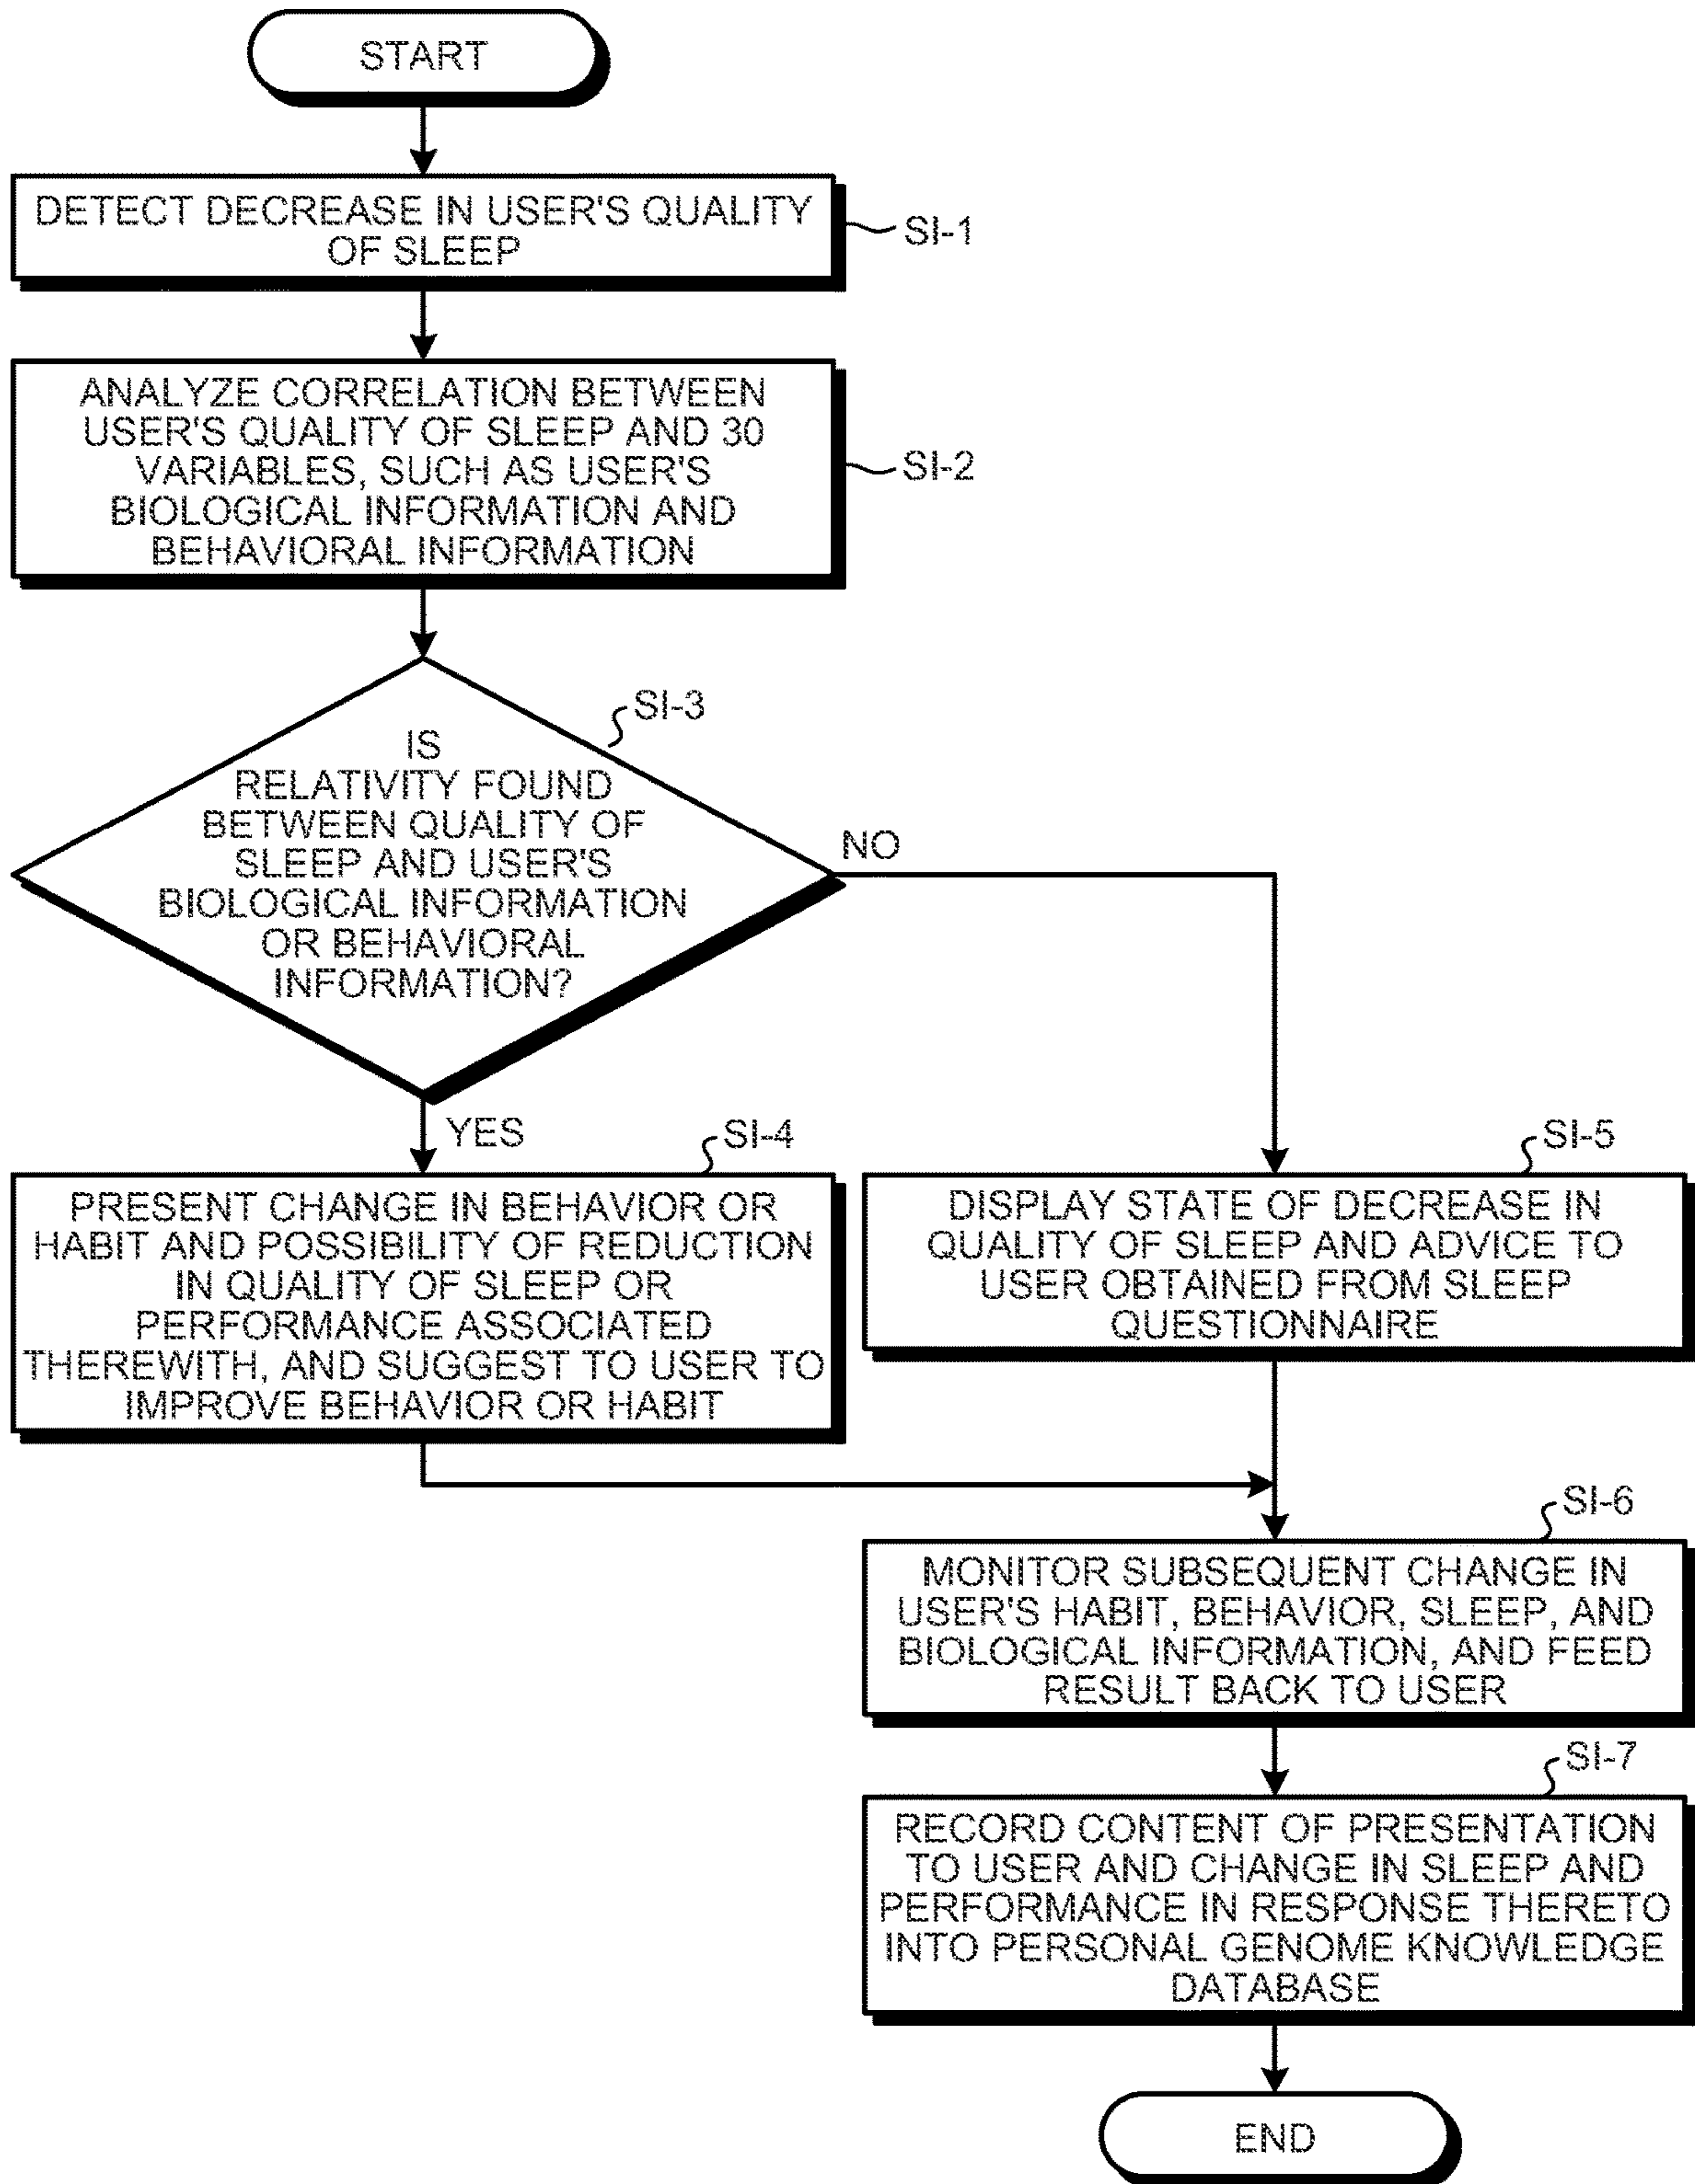 START
DETECT DECREASE IN USER'S QUALITY
OF SLEEP
SI-1
ANALYZE CORRELATION BETWEEN
USER'S QUALITY OF SLEEP AND 30
VARIABLES, SUCH AS USER'S
BIOLOGICAL INFORMATION AND
BEHAVIORAL INFORMATION
SI-2
SI-3
IS
RELATIVITY FOUND
BETWEEN QUALITY OF
SLEEP AND USER'S
BIOLOGICAL INFORMATION
OR BEHAVIORAL
INFORMATION?
NO
YES
SI-4
PRESENT CHANGE IN BEHAVIOR OR
HABIT AND POSSIBILITY OF REDUCTION
IN QUALITY OF SLEEP OR
PERFORMANCE ASSOCIATED
THEREWITH, AND SUGGEST TO USER TO
IMPROVE BEHAVIOR OR HABIT
SI-5
DISPLAY STATE OF DECREASE IN
QUALITY OF SLEEP AND ADVICE TO
USER OBTAINED FROM SLEEP
QUESTIONNAIRE
SI-6
MONITOR SUBSEQUENT CHANGE IN
USER'S HABIT, BEHAVIOR, SLEEP, AND
BIOLOGICAL INFORMATION, AND FEED
RESULT BACK TO USER
SI-7
RECORD CONTENT OF PRESENTATION
TO USER AND CHANGE IN SLEEP AND
PERFORMANCE IN RESPONSE THERETO
INTO PERSONAL GENOME KNOWLEDGE
DATABASE
END